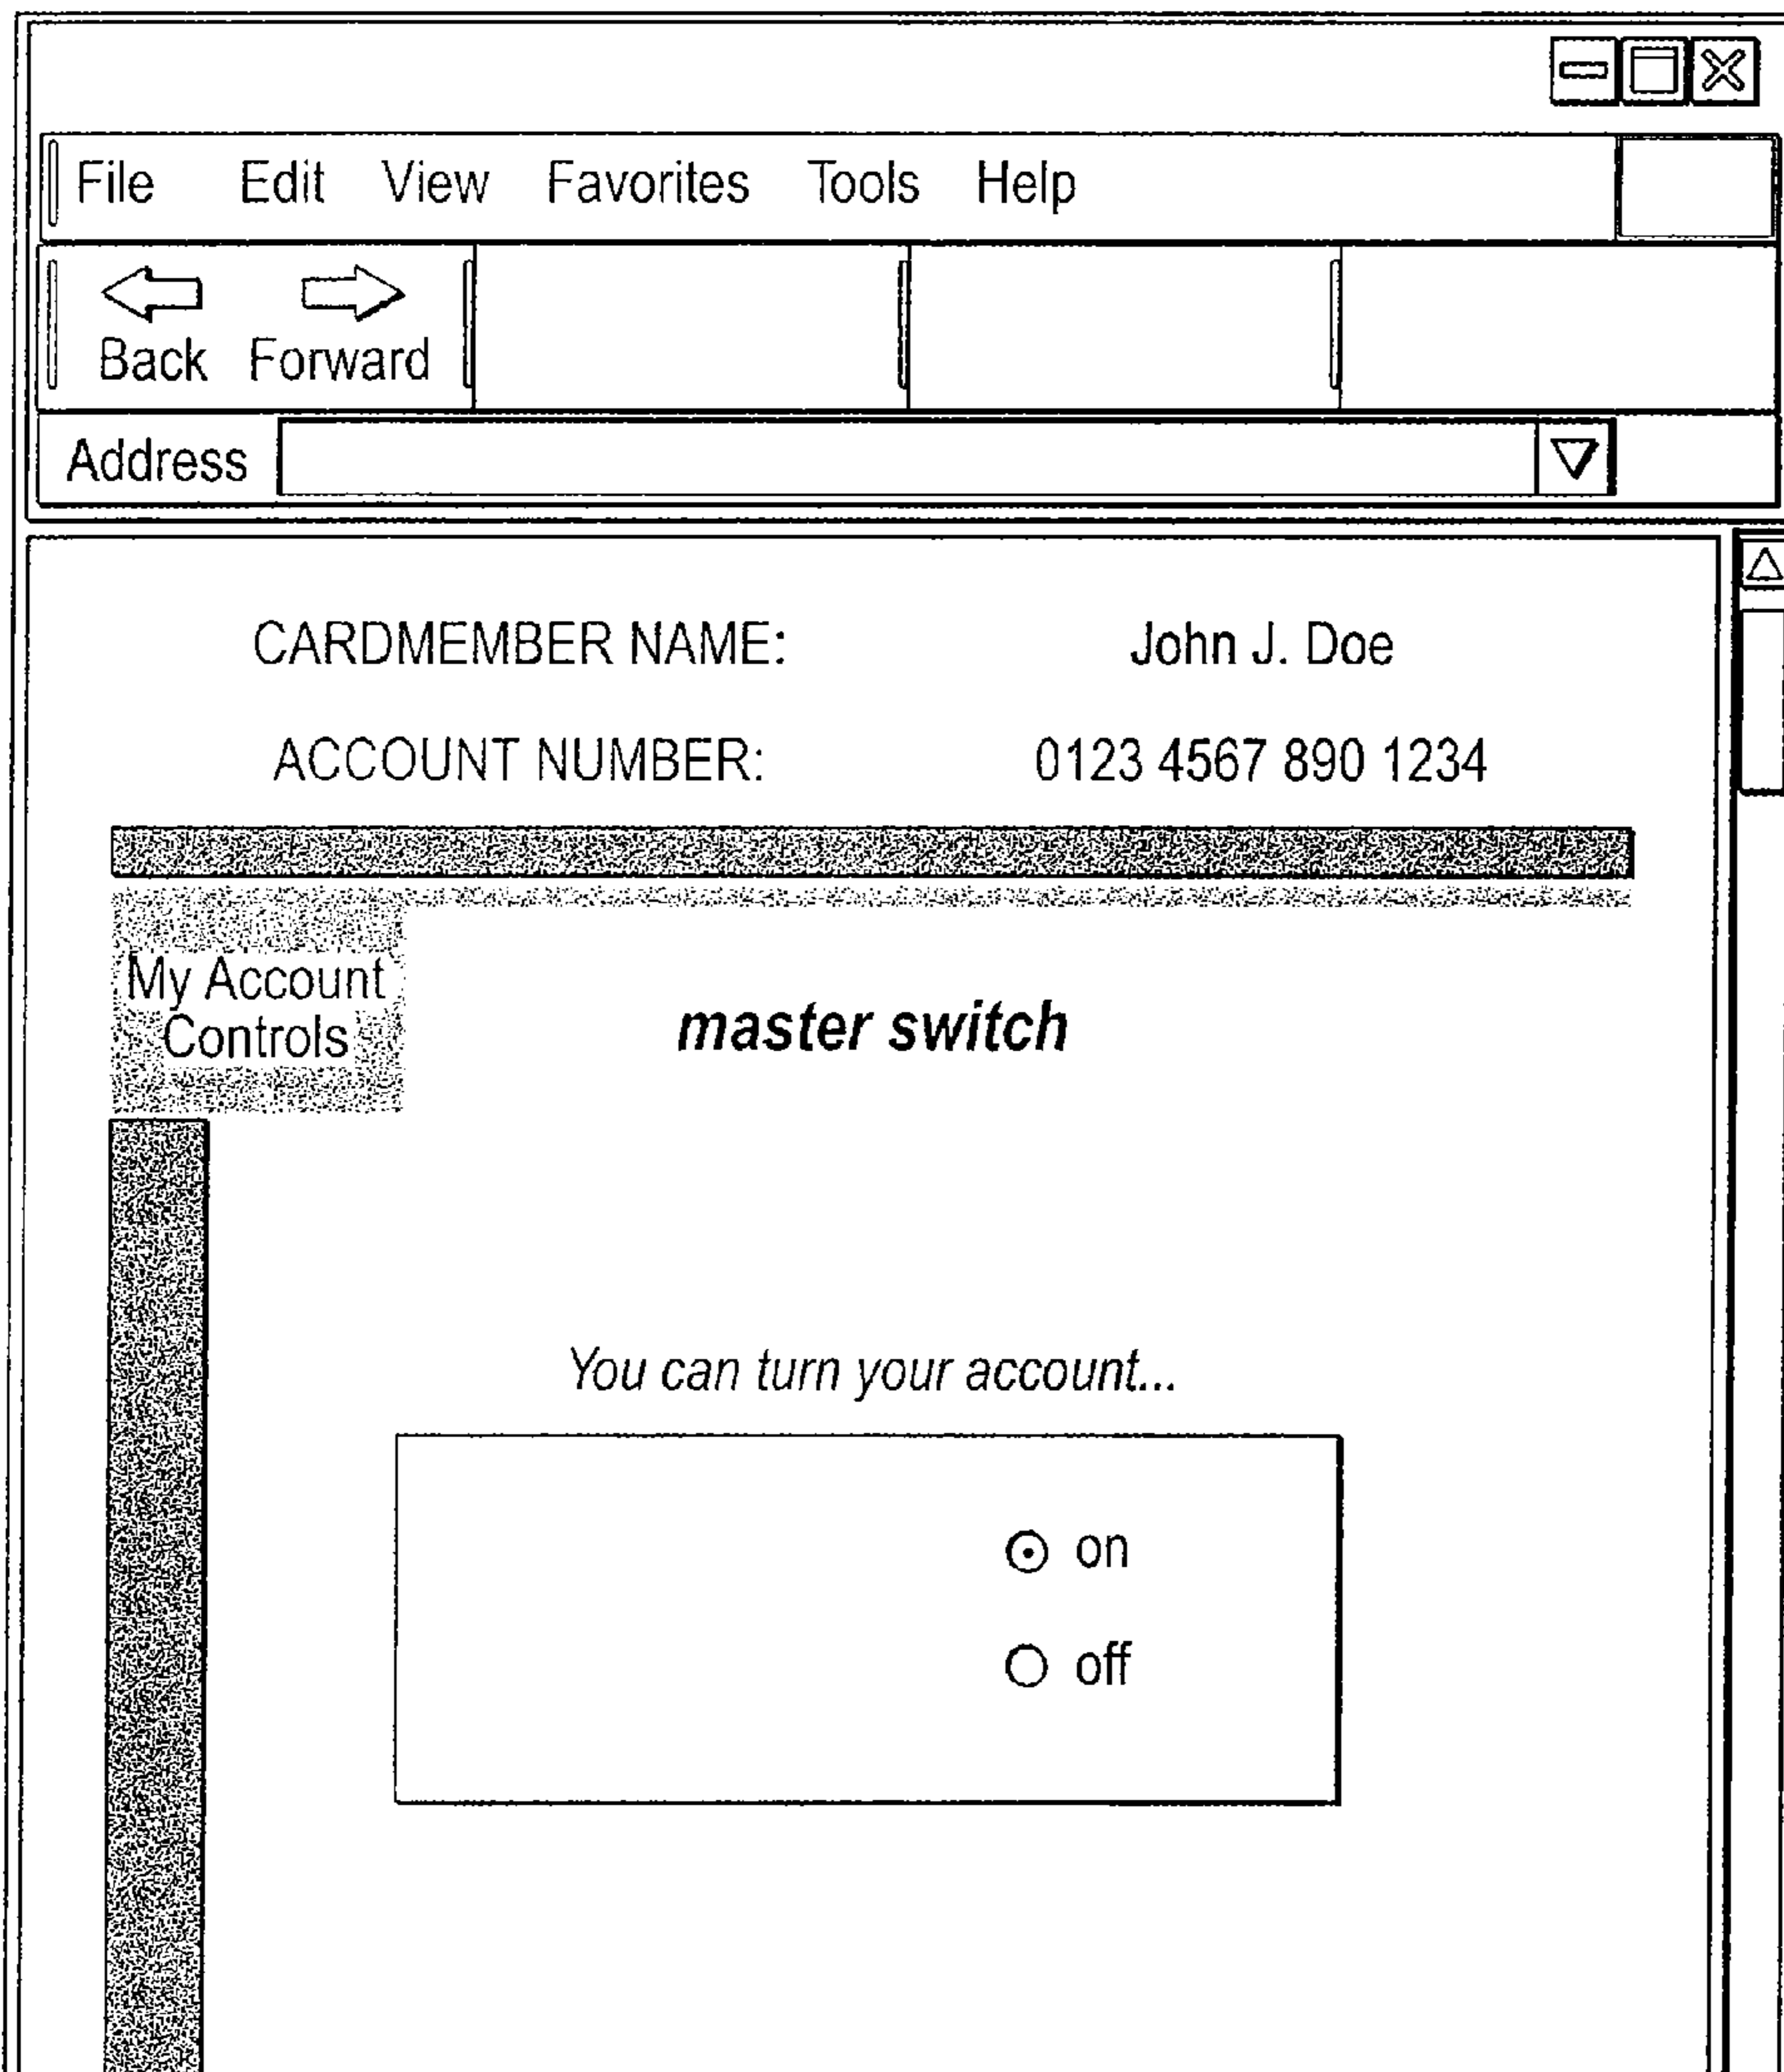 File Edit View Favorites Tools Help
Back Forward
Address
CARDMEMBER NAME: John J. Doe
ACCOUNT NUMBER: 0123 4567 890 1234
My Account
Controls
master switch
You can turn your account...
on
off